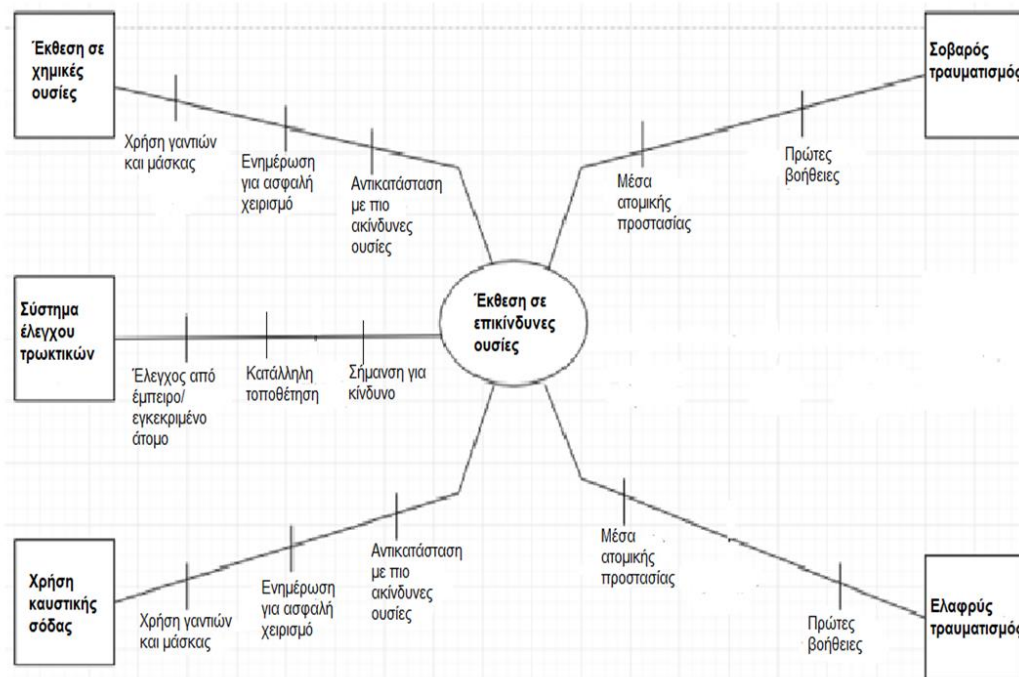 Έκθεση σε
χημικές
ουσίες
Χρήση γαντιών
και μάσκας
Ενημέρωση
για ασφαλή
χειρισμό
Αντικατάσταση
με πιο
ακίνδυνες
ουσίες
Σοβαρός
τραυματισμός
Πρώτες
βοήθειες
Μέσα
ατομικής
προστασίας
Σύστημα
έλεγχου
τρωκτικών
Έλεγχος από
έμπειρο/
εγκεκριμένο
άτομο
Κατάλληλη
τοποθέτηση
Σήμανση για
κίνδυνο
Έκθεση σε
επικίνδυνες
ουσίες
Χρήση
καυστικής
σόδας
Χρήση γαντιών
και μάσκας
Ενημέρωση
για ασφαλή
χειρισμό
Αντικατάσταση
με πιο
ακίνδυνες
ουσίες
Μέσα
ατομικής
προστασίας
Πρώτες
βοήθειες
Ελαφρύς
τραυματισμός